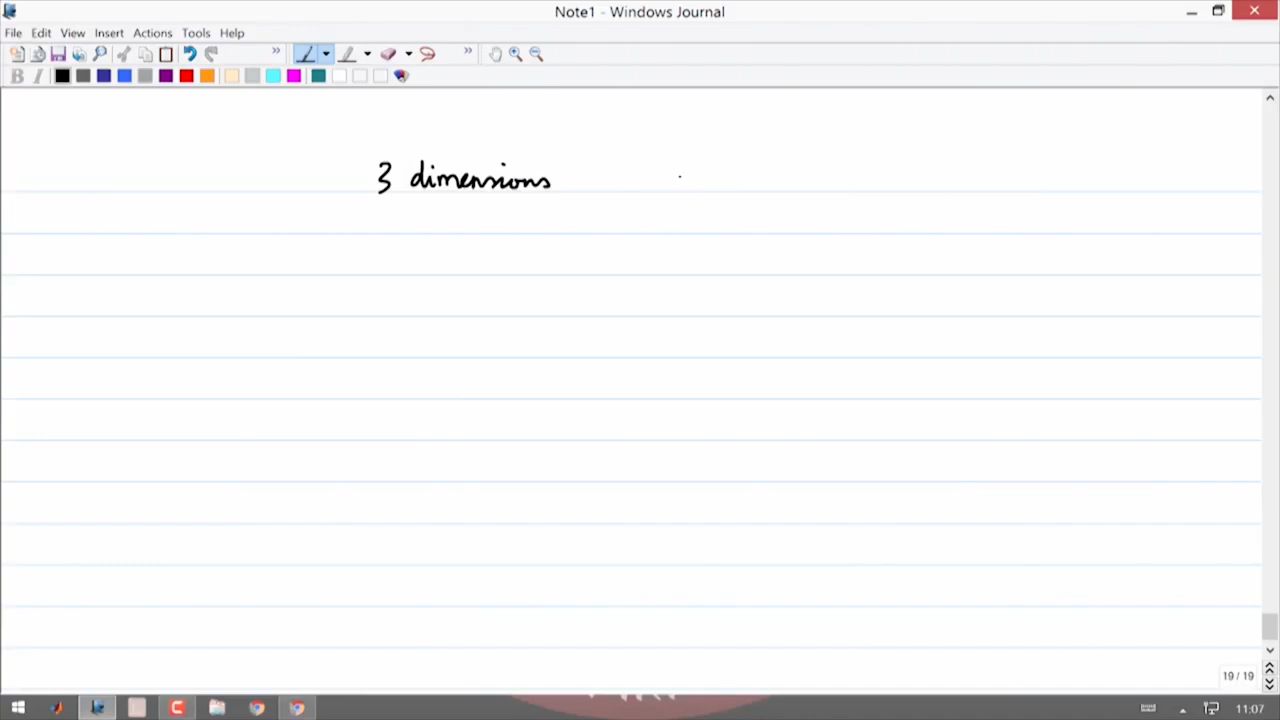 Note1 - Windows Journal
File Edit View Insert Actions Tools Help
B I
3 dimensions
19 / 19
11:07